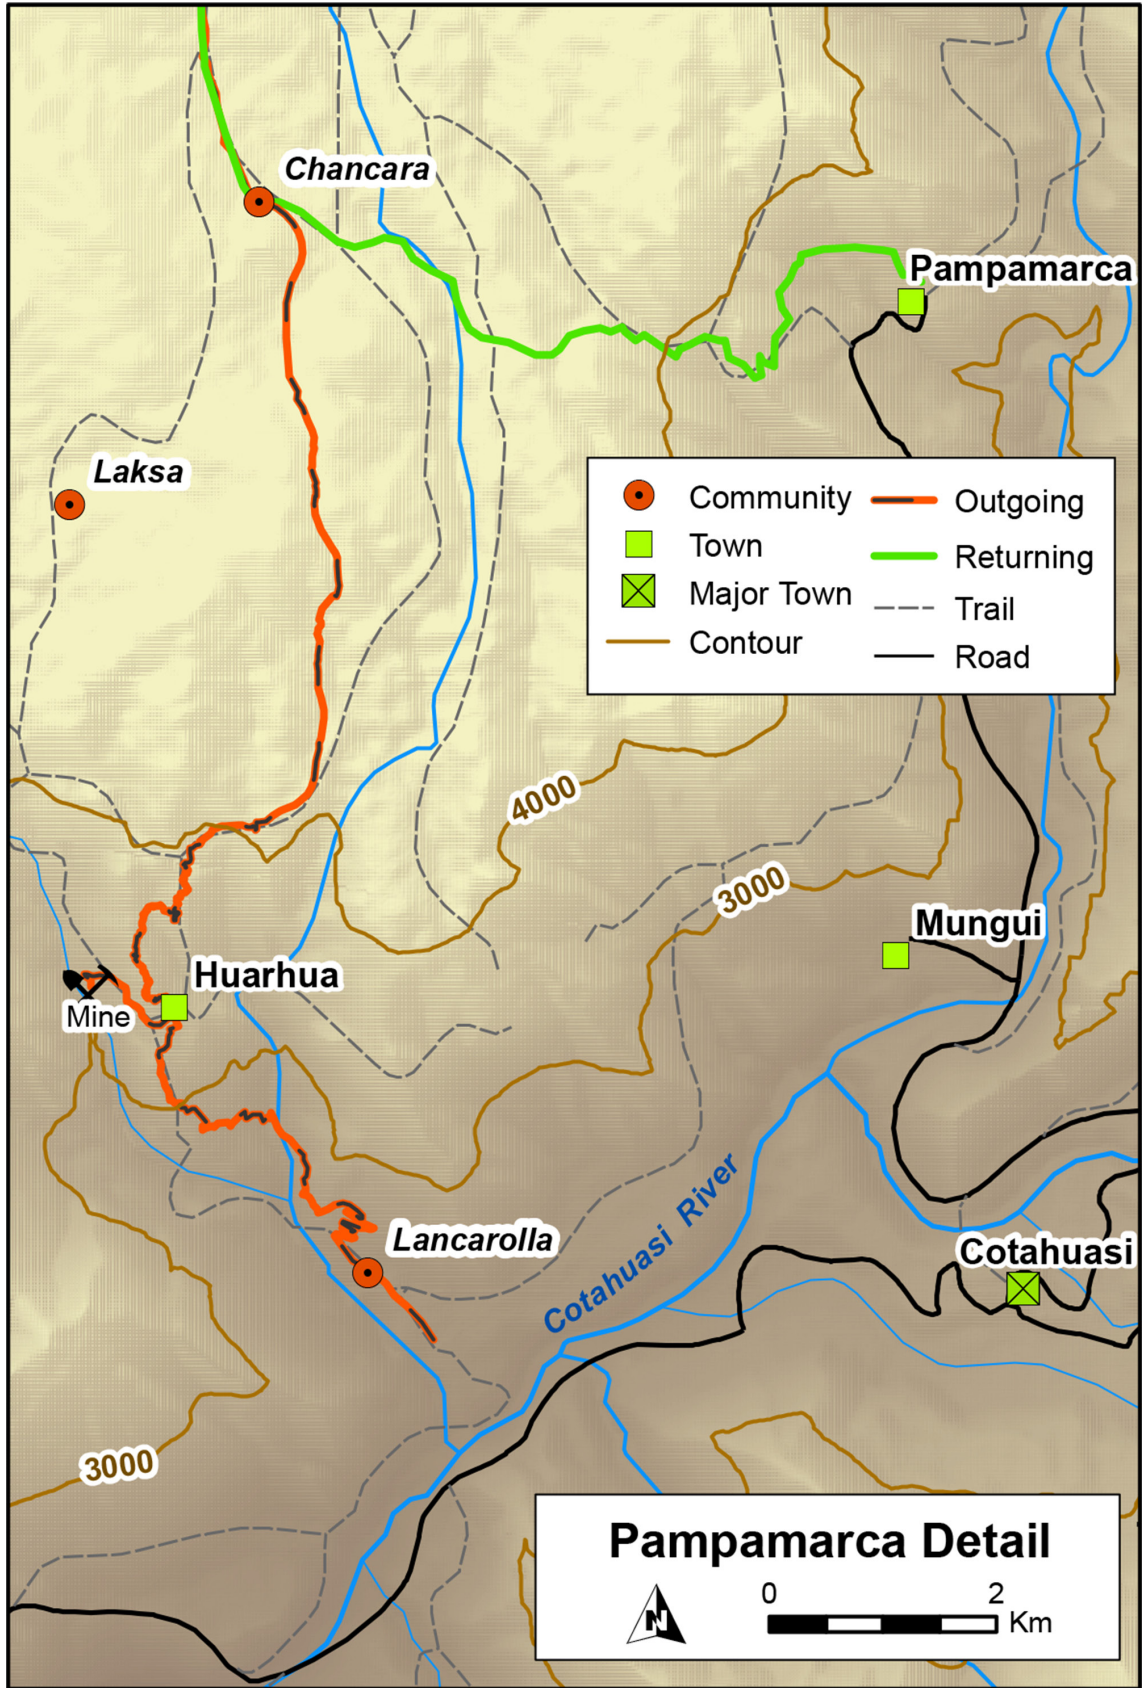 Chancara
Pampamarca
Laksa
Community
Outgoing
Town
Returning
Major Town
Trail
Contour
Road
4000
3000
Mungui
Huarhua
Mine
Cotahuasi River
Lancarolla
Cotahuasi
3000
Pampamarca Detail
N
0 2
Km